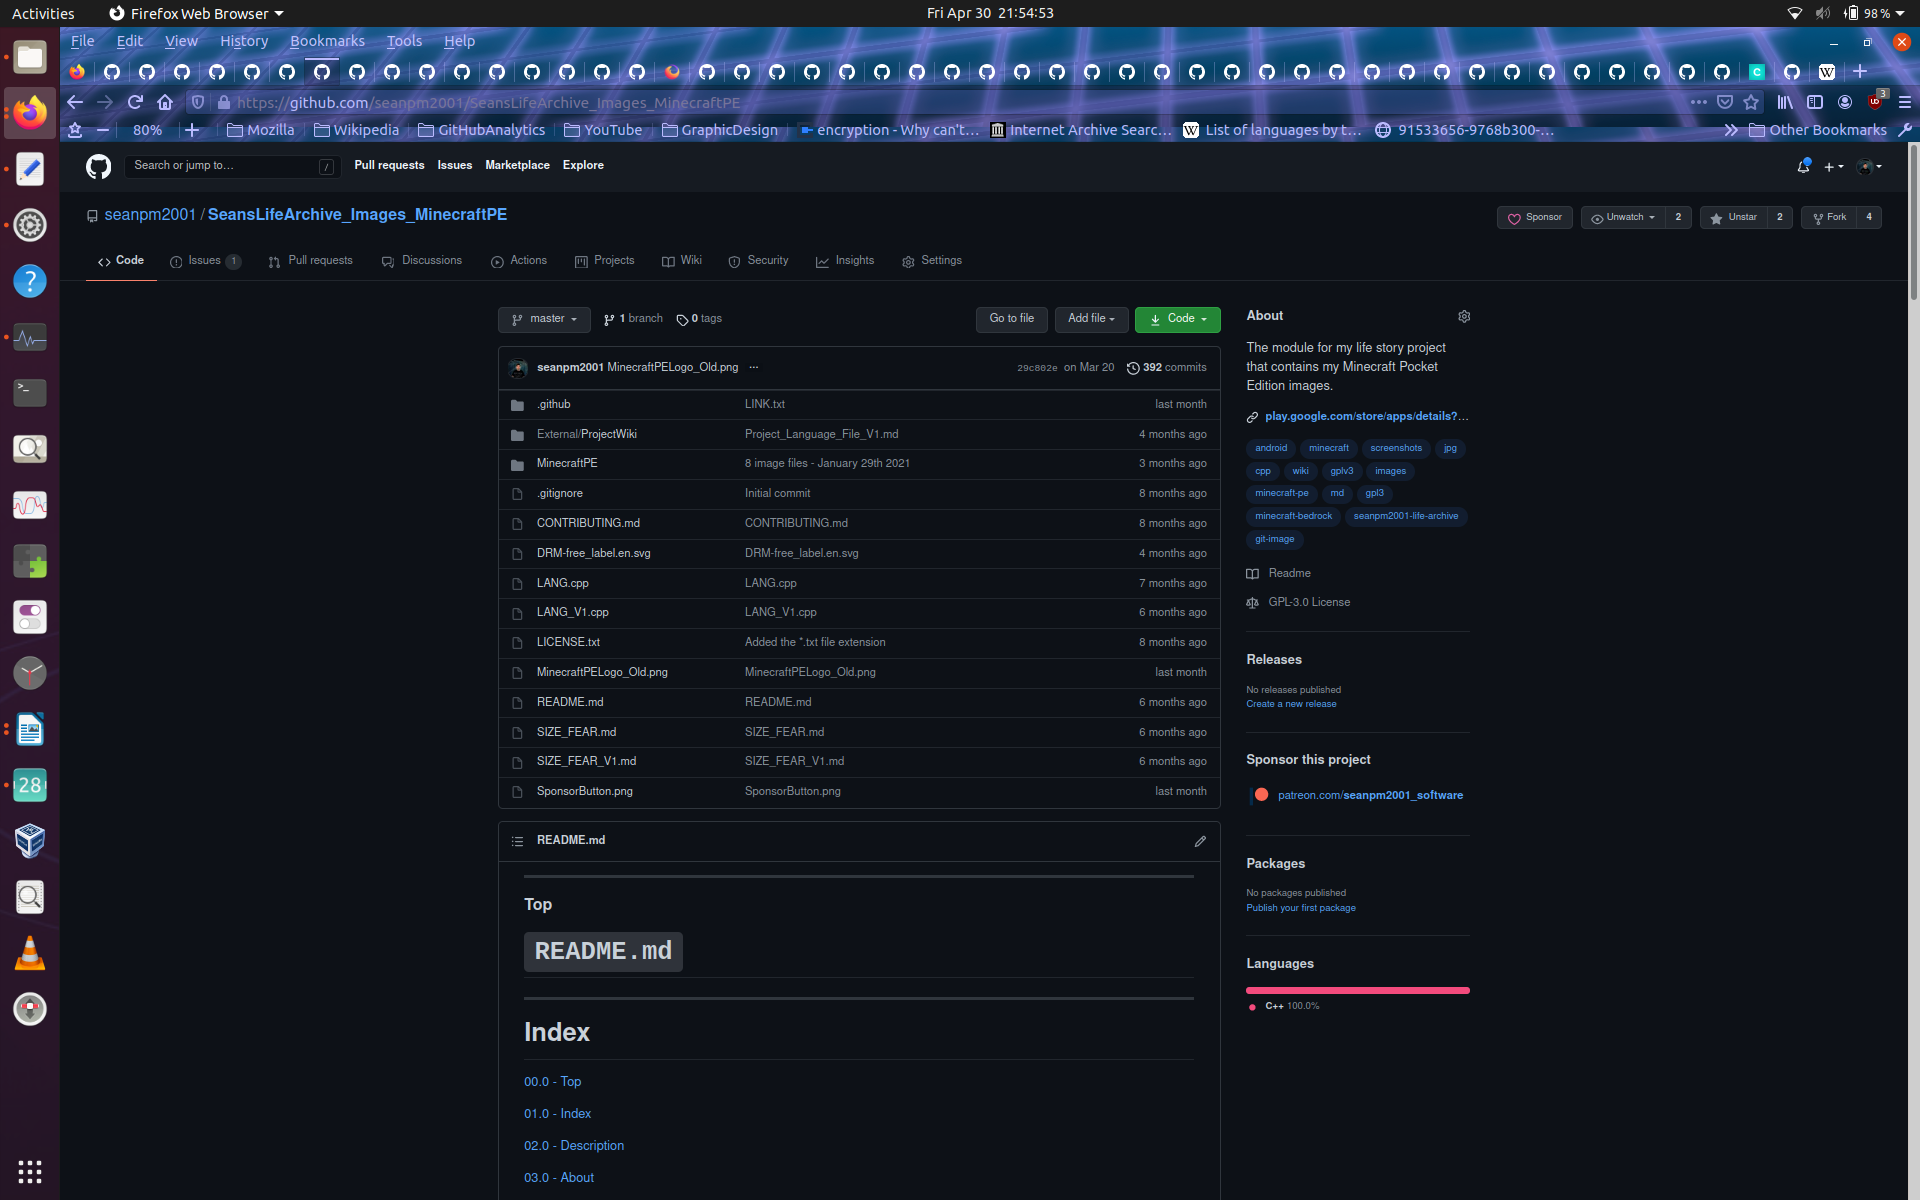 Activities Firefox Web Browser Fri Apr 30 21:54:53 98 %
File Edit View History Bookmarks Tools Help
https://github.com/seanpm2001/SeansLifeArchive_Images_MinecraftPE 3
80% Mozilla Wikipedia GitHubAnalytics YouTube GraphicDesign encryption - Why can't... Internet Archive Searc... List of languages by t... 91533656-9768b300-... Other Bookmarks
Search or jump to... / Pull requests Issues Marketplace Explore
seanpm2001 / SeansLifeArchive_Images_MinecraftPE Sponsor Unwatch 2 Unstar 2 Fork 4
Code Issues 1 Pull requests Discussions Actions Projects Wiki Security Insights Settings
master 1 branch 0 tags Go to file Add file Code
seanpm2001 MinecraftPELogo_Old.png ... 29c802e on Mar 20 392 commits
.github LINK.txt last month
External/ProjectWiki Project_Language_File_V1.md 4 months ago
MinecraftPE 8 image files - January 29th 2021 3 months ago
.gitignore Initial commit 8 months ago
CONTRIBUTING.md CONTRIBUTING.md 8 months ago
DRM-free_label.en.svg DRM-free_label.en.svg 4 months ago
LANG.cpp LANG.cpp 7 months ago
LANG_V1.cpp LANG_V1.cpp 6 months ago
LICENSE.txt Added the *.txt file extension 8 months ago
MinecraftPELogo_Old.png MinecraftPELogo_Old.png last month
README.md README.md 6 months ago
SIZE_FEAR.md SIZE_FEAR.md 6 months ago
SIZE_FEAR_V1.md SIZE_FEAR_V1.md 6 months ago
SponsorButton.png SponsorButton.png last month
README.md
Top
README.md
Index
00.0 - Top
01.0 - Index
02.0 - Description
03.0 - About
About
The module for my life story project
that contains my Minecraft Pocket
Edition images.
play.google.com/store/apps/details?...
android minecraft screenshots jpg
cpp wiki gplv3 images
minecraft-pe md gpl3
minecraft-bedrock seanpm2001-life-archive
git-image
Readme
GPL-3.0 License
Releases
No releases published
Create a new release
Sponsor this project
patreon.com/seanpm2001_software
Packages
No packages published
Publish your first package
Languages
C++ 100.0%
28